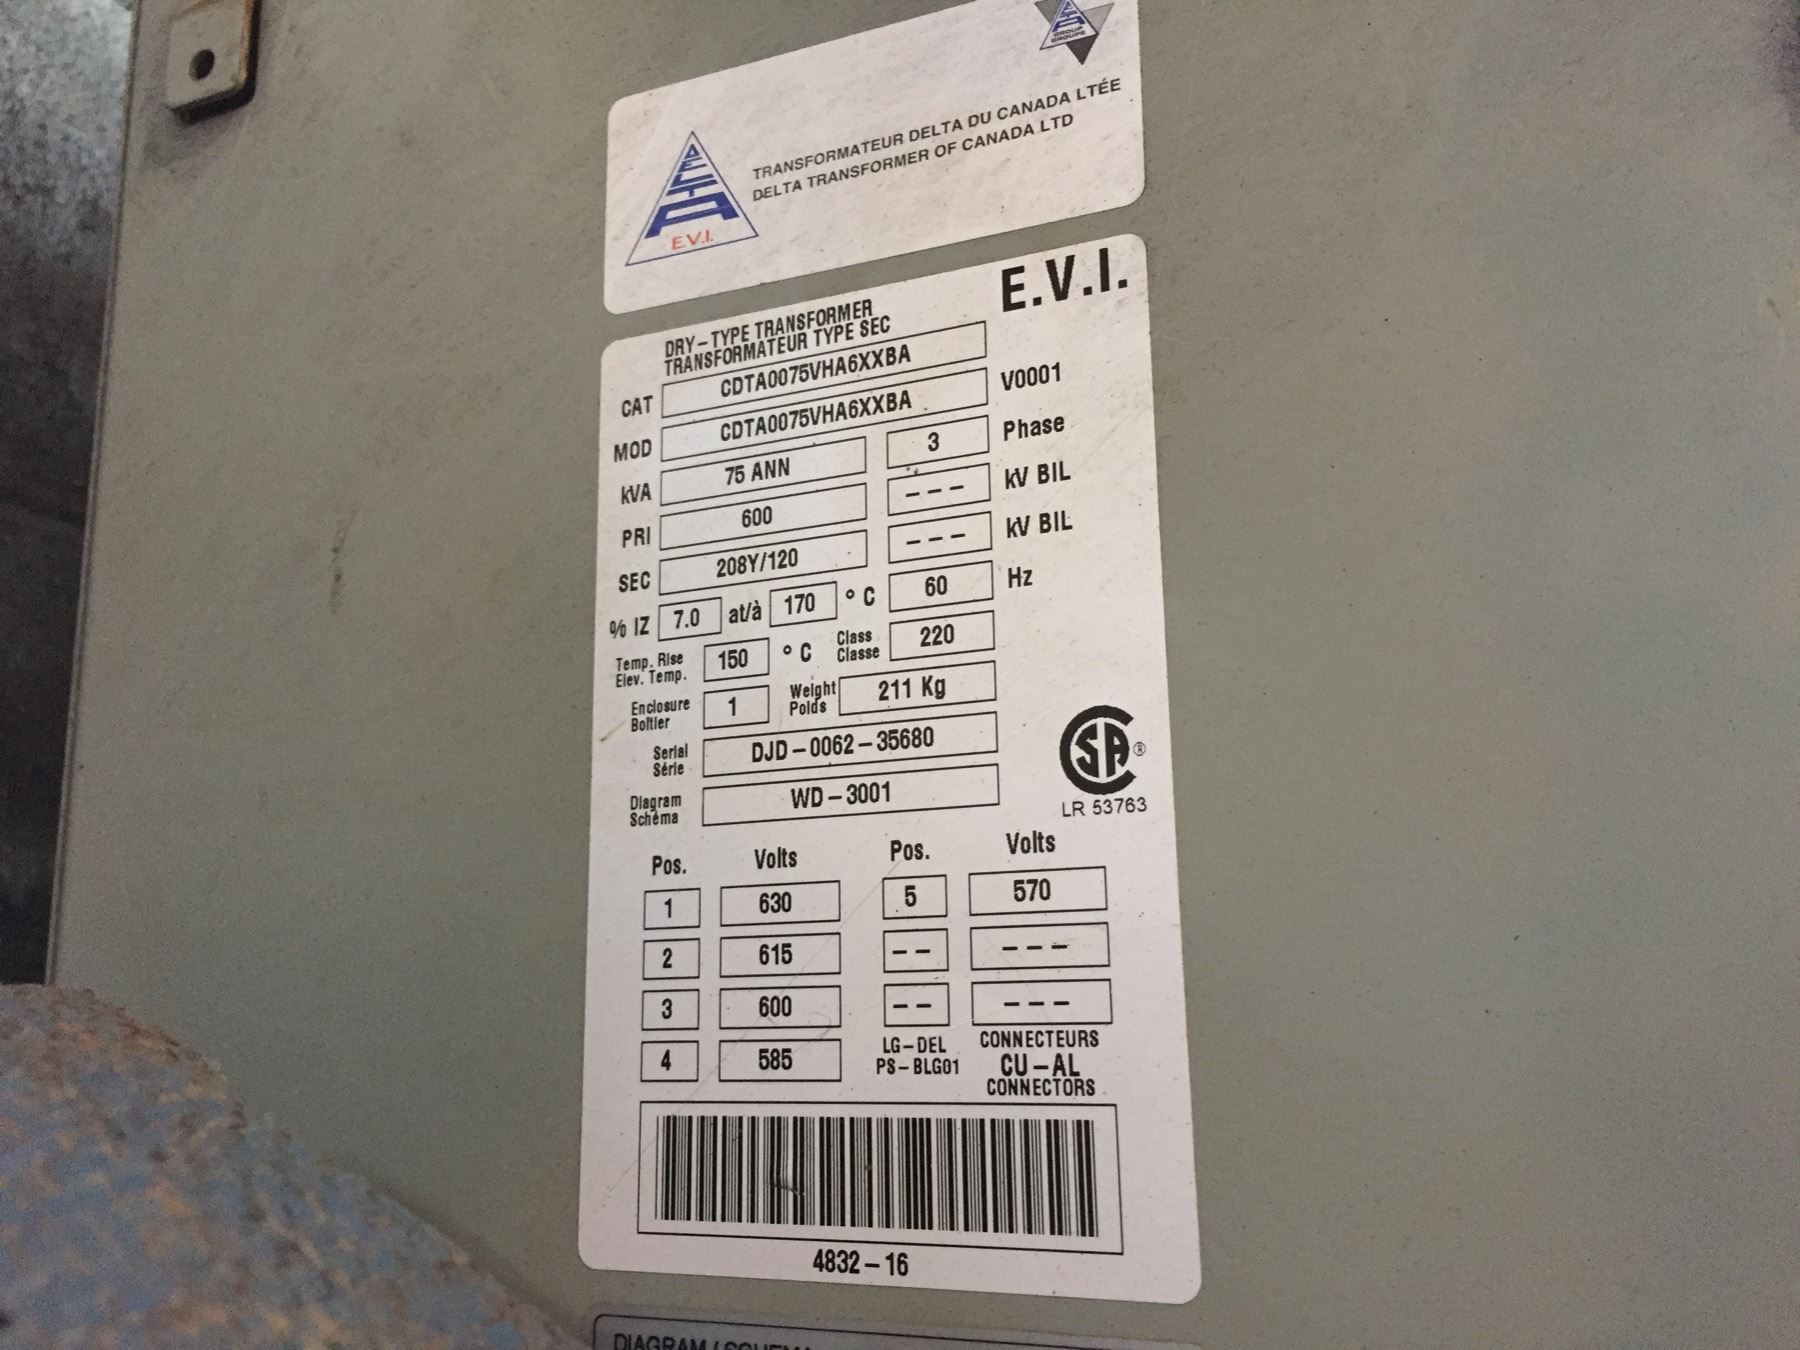 GROUP
GROUPE
TRANSFORMATEUR DELTA DU CANADA LTÉE
DELTA TRANSFORMER OF CANADA LTD
DELTA
E.V.I.
E.V.I.
DRY-TYPE TRANSFORMER
TRANSFORMATEUR TYPE SEC
CAT CDTA0075VHA6XXBA
MOD CDTA0075VHA6XXBA V0001
kVA 75 ANN 3 Phase
PRI 600 --- kV BIL
SEC 208Y/120 --- kV BIL
% IZ 7.0 at/à 170 °C 60 Hz
Temp. Rise
Elev. Temp. 150 °C Class
Classe 220
Enclosure
Boîtier 1 Weight
Poids 211 Kg
Serial
Série DJD-0062-35680
Diagram
Schéma WD-3001
CSA ®
LR 53763
Pos. Volts Pos. Volts
1 630 5 570
2 615 -- ---
3 600 -- ---
4 585
LG-DEL
PS-BLG01
CONNECTEURS
CU-AL
CONNECTORS
4832-16